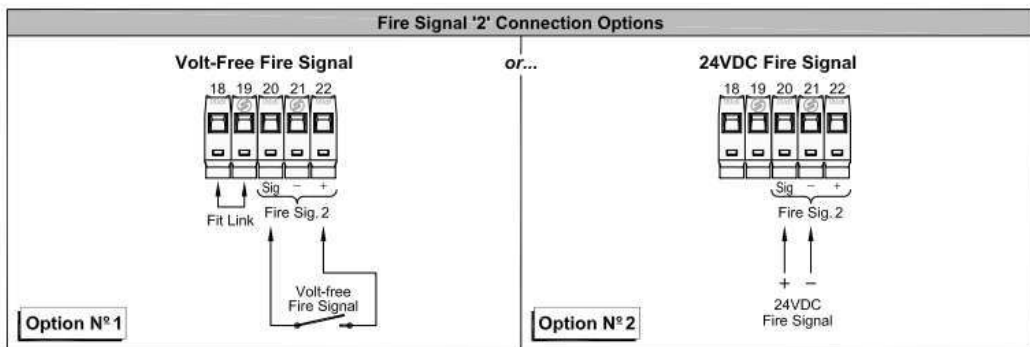 Fire Signal '2' Connection Options
Volt-Free Fire Signal
18 19 20 21 22
Sig − +
Fit Link
Fire Sig. 2
Volt-free
Fire Signal
Option Nº 1
or...
24VDC Fire Signal
18 19 20 21 22
Sig − +
Fire Sig. 2
+ −
24VDC
Fire Signal
Option Nº 2